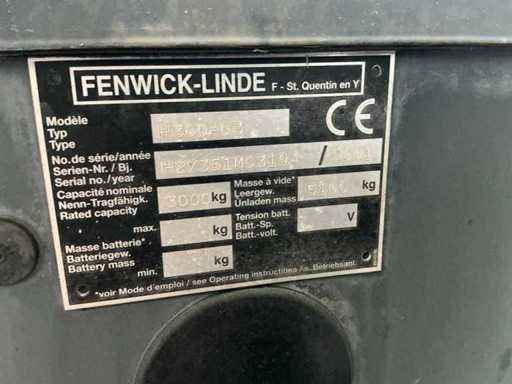 FENWICK-LINDE F - St. Quentin en Y
Modèle
Typ
Type
CE
No. de série/année
Serien-Nr. / Bj.
Serial no./year
/
Capacité nominale
Nenn-Tragfähigk.
Rated capacity
3000 kg
Masse à vide*
Leergew.
Unladen mass
kg
max. kg
Tension batt.
Batt.-Sp.
Batt.-volt.
V
Masse batterie*
Batteriegew.
Battery mass
min. kg
*voir Mode d'emploi / see Operating instructions /s. Betriebsanl.